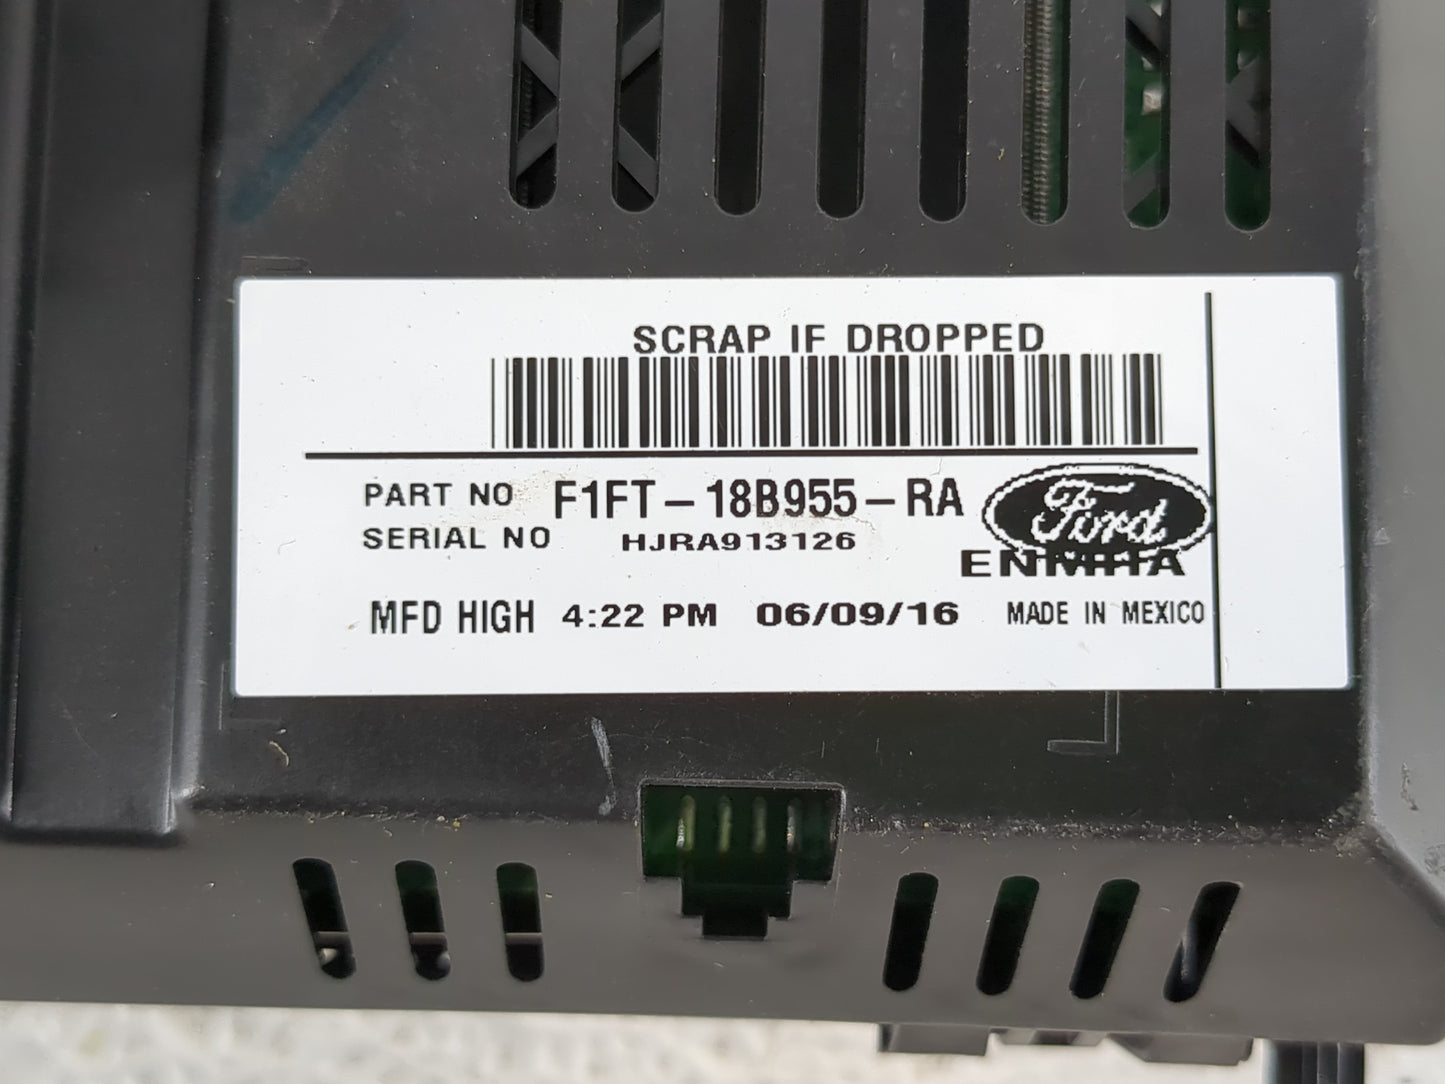 SCRAP IF DROPPED
PART NO F1FT-18B955-RA
SERIAL NO HJRA913126
Ford
ENMHTA
MFD HIGH 4:22 PM 06/09/16 MADE IN MEXICO